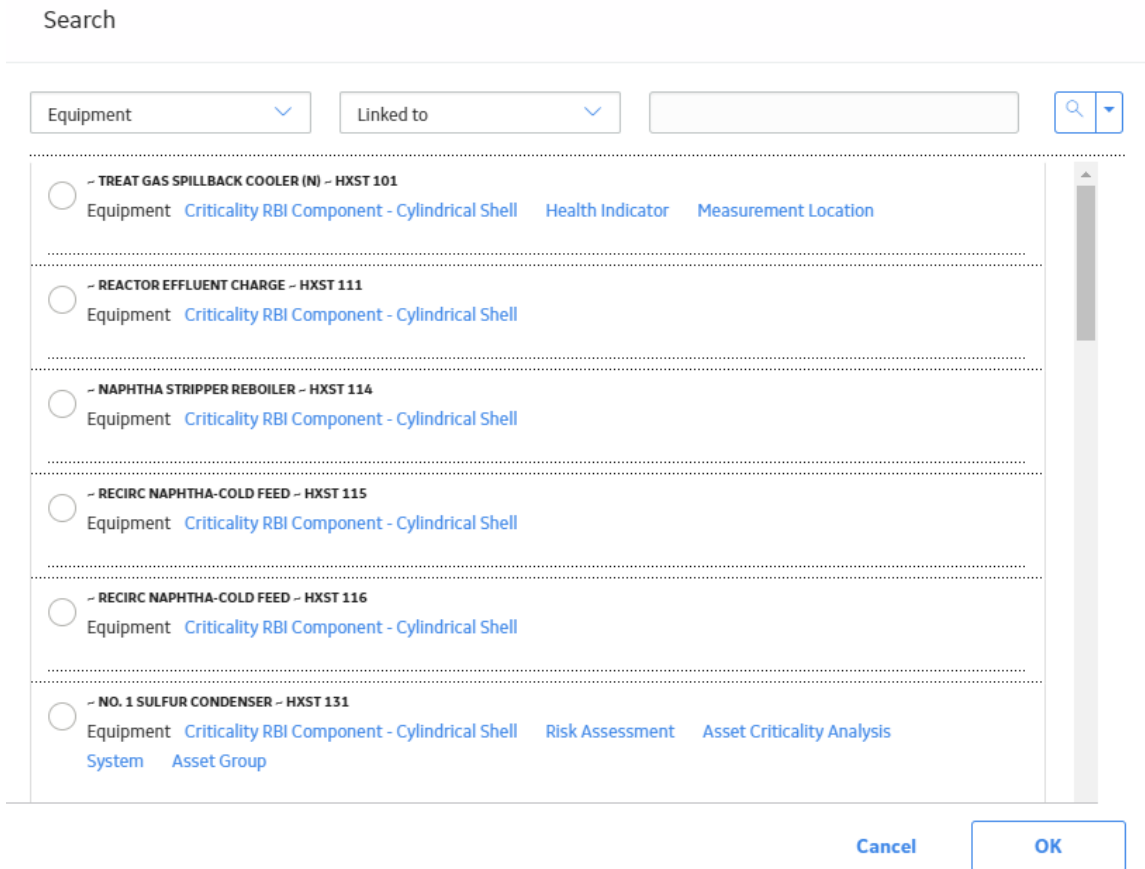 Search
Equipment Linked to
~ TREAT GAS SPILLBACK COOLER (N) ~ HXST 101
Equipment Criticality RBI Component - Cylindrical Shell Health Indicator Measurement Location
~ REACTOR EFFLUENT CHARGE ~ HXST 111
Equipment Criticality RBI Component - Cylindrical Shell
~ NAPHTHA STRIPPER REBOILER ~ HXST 114
Equipment Criticality RBI Component - Cylindrical Shell
~ RECIRC NAPHTHA-COLD FEED ~ HXST 115
Equipment Criticality RBI Component - Cylindrical Shell
~ RECIRC NAPHTHA-COLD FEED ~ HXST 116
Equipment Criticality RBI Component - Cylindrical Shell
~ NO. 1 SULFUR CONDENSER ~ HXST 131
Equipment Criticality RBI Component - Cylindrical Shell Risk Assessment Asset Criticality Analysis
System Asset Group
Cancel OK